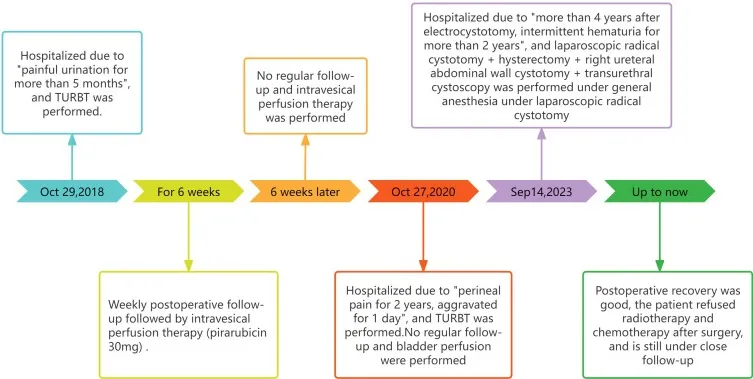 Hospitalized due to
"painful urination for
more than 5 months",
and TURBT was
performed.
No regular follow-
up and intravesical
perfusion therapy
was performed
Hospitalized due to "more than 4 years after
electrocystotomy, intermittent hematuria for
more than 2 years", and laparoscopic radical
cystotomy + hysterectomy + right ureteral
abdominal wall cystotomy + transurethral
cystoscopy was performed under general
anesthesia under laparoscopic radical
cystotomy
Oct 29,2018
For 6 weeks
6 weeks later
Oct 27,2020
Sep14,2023
Up to now
Weekly postoperative follow-
up followed by intravesical
perfusion therapy (pirarubicin
30mg) .
Hospitalized due to "perineal
pain for 2 years, aggravated
for 1 day", and TURBT was
performed.No regular follow-
up and bladder perfusion
were performed
Postoperative recovery was
good, the patient refused
radiotherapy and
chemotherapy after surgery,
and is still under close
follow-up